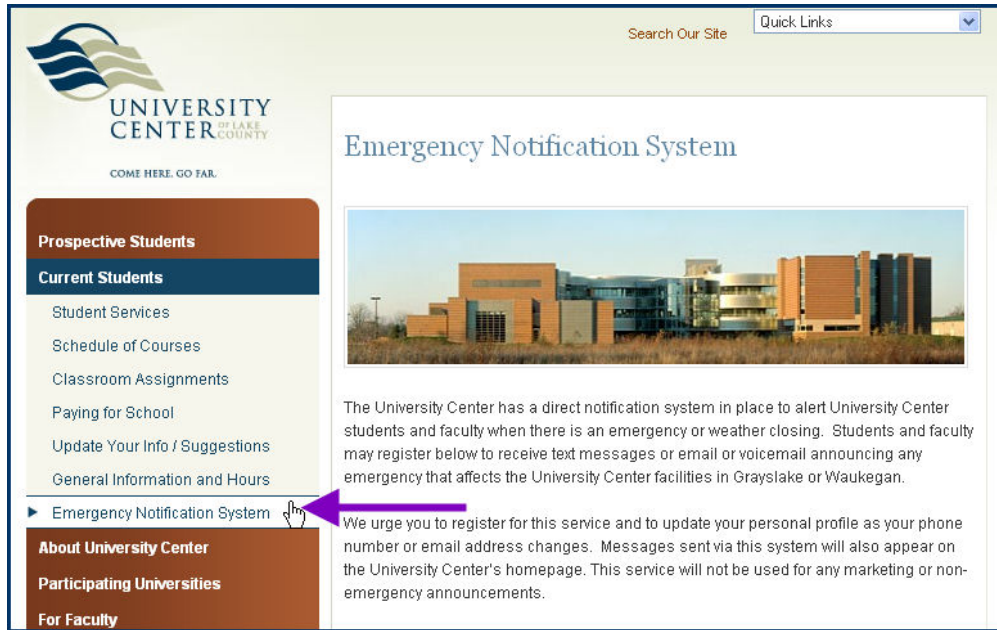 Search Our Site
Quick Links
UNIVERSITY
CENTER OF LAKE COUNTY
COME HERE. GO FAR.
Prospective Students
Current Students
Student Services
Schedule of Courses
Classroom Assignments
Paying for School
Update Your Info / Suggestions
General Information and Hours
Emergency Notification System
About University Center
Participating Universities
For Faculty
Emergency Notification System
The University Center has a direct notification system in place to alert University Center
students and faculty when there is an emergency or weather closing. Students and faculty
may register below to receive text messages or email or voicemail announcing any
emergency that affects the University Center facilities in Grayslake or Waukegan.
We urge you to register for this service and to update your personal profile as your phone
number or email address changes. Messages sent via this system will also appear on
the University Center's homepage. This service will not be used for any marketing or non-
emergency announcements.